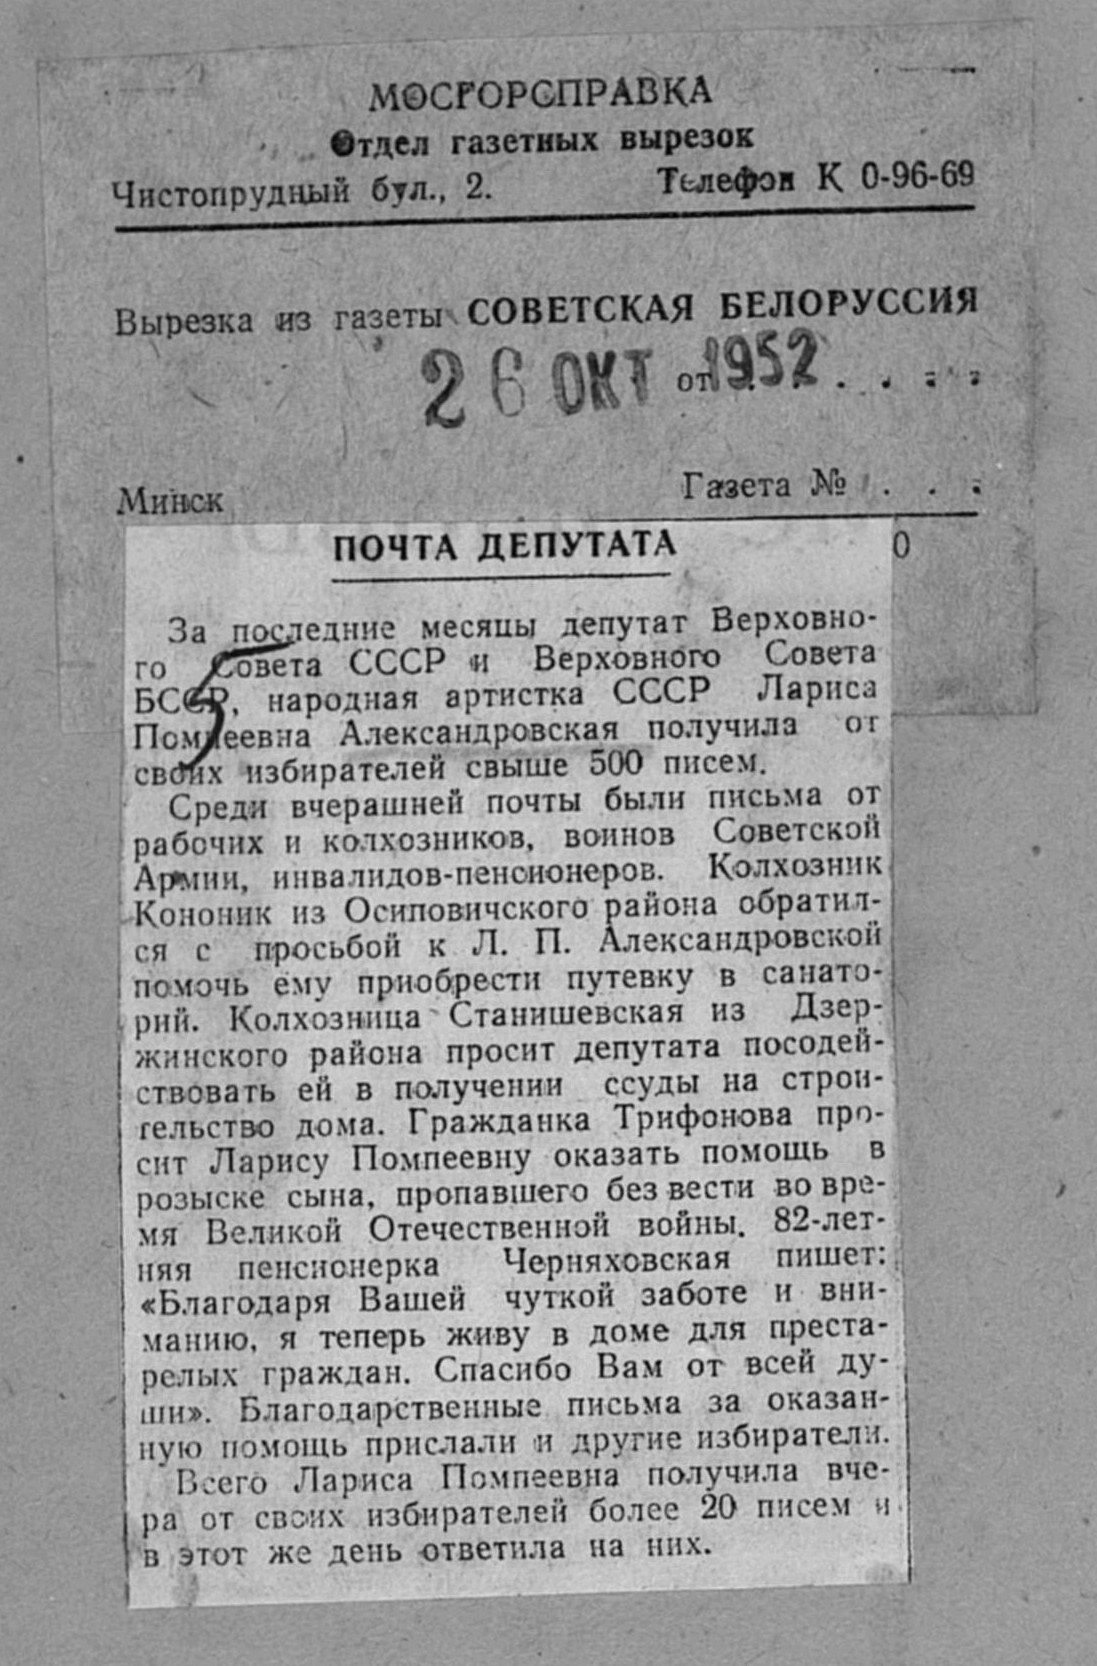 МОСГОРСПРАВКА
Отдел газетных вырезок
Чистопрудный бул., 2. Телефон К 0-96-69
Вырезка из газеты СОВЕТСКАЯ БЕЛОРУССИЯ
26 ОКТ 1952
от . . . . . . .
Минск Газета № . . .
ПОЧТА ДЕПУТАТА
За последние месяцы депутат Верховно-
го Совета СССР и Верховного Совета
БССР, народная артистка СССР Лариса
Помпеевна Александровская получила от
своих избирателей свыше 500 писем.
Среди вчерашней почты были письма от
рабочих и колхозников, воинов Советской
Армии, инвалидов-пенсионеров. Колхозник
Кононик из Осиповичского района обратил-
ся с просьбой к Л. П. Александровской
помочь ему приобрести путевку в санато-
рий. Колхозница Станишевская из Дзер-
жинского района просит депутата посодей-
ствовать ей в получении ссуды на строи-
тельство дома. Гражданка Трифонова про-
сит Ларису Помпеевну оказать помощь в
розыске сына, пропавшего без вести во вре-
мя Великой Отечественной войны. 82-лет-
няя пенсионерка Черняховская пишет:
«Благодаря Вашей чуткой заботе и вни-
манию, я теперь живу в доме для преста-
релых граждан. Спасибо Вам от всей ду-
ши». Благодарственные письма за оказан-
ную помощь прислали и другие избиратели.
Всего Лариса Помпеевна получила вче-
ра от своих избирателей более 20 писем и
в этот же день ответила на них.